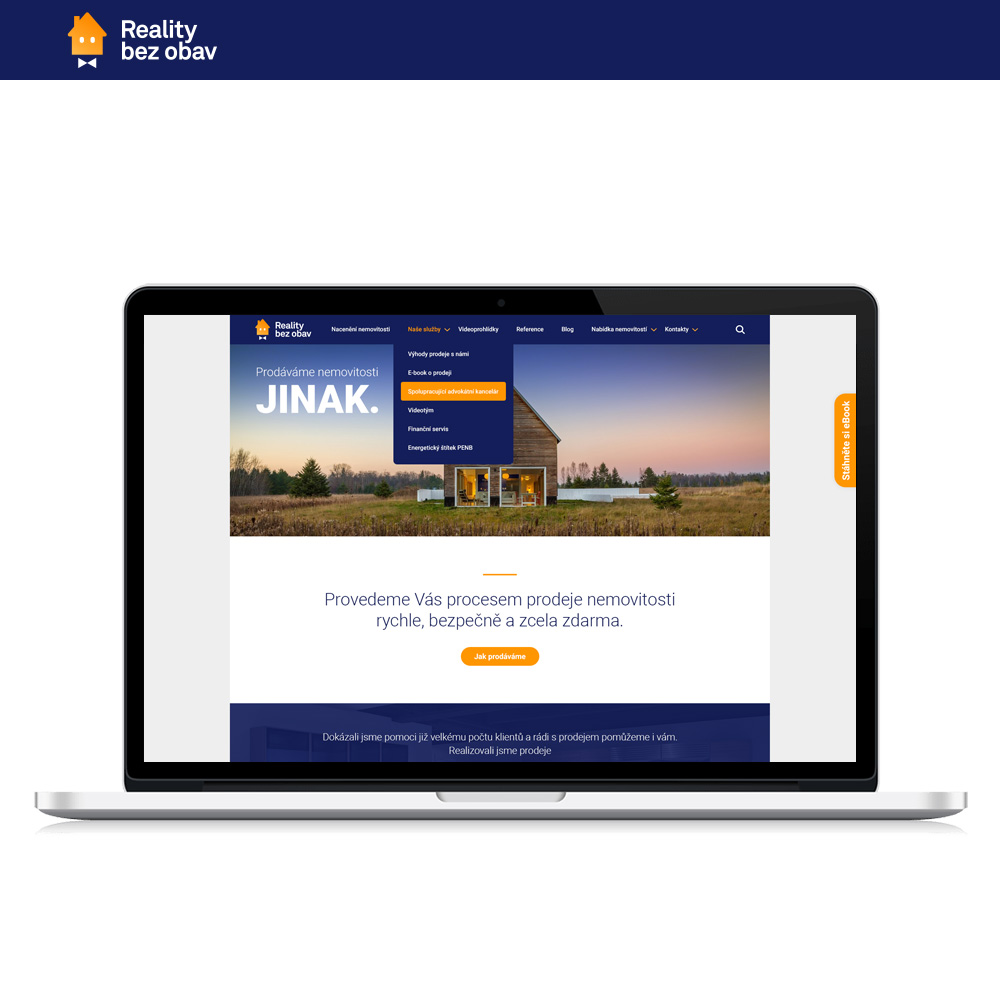 Reality
bez obav
Reality
bez obav
Nacenění nemovitosti
Naše služby
Videoprohlídky
Reference
Blog
Nabídka nemovitostí
Kontakty
Výhody prodeje s námi
E-book o prodeji
Spolupracující advokátní kancelář
Videotým
Finanční servis
Energetický štítek PENB
Prodáváme nemovitosti
JINAK.
Stáhněte si eBook
Provedeme Vás procesem prodeje nemovitosti
rychle, bezpečně a zcela zdarma.
Jak prodáváme
Dokázali jsme pomoci již velkému počtu klientů a rádi s prodejem pomůžeme i vám.
Realizovali jsme prodeje